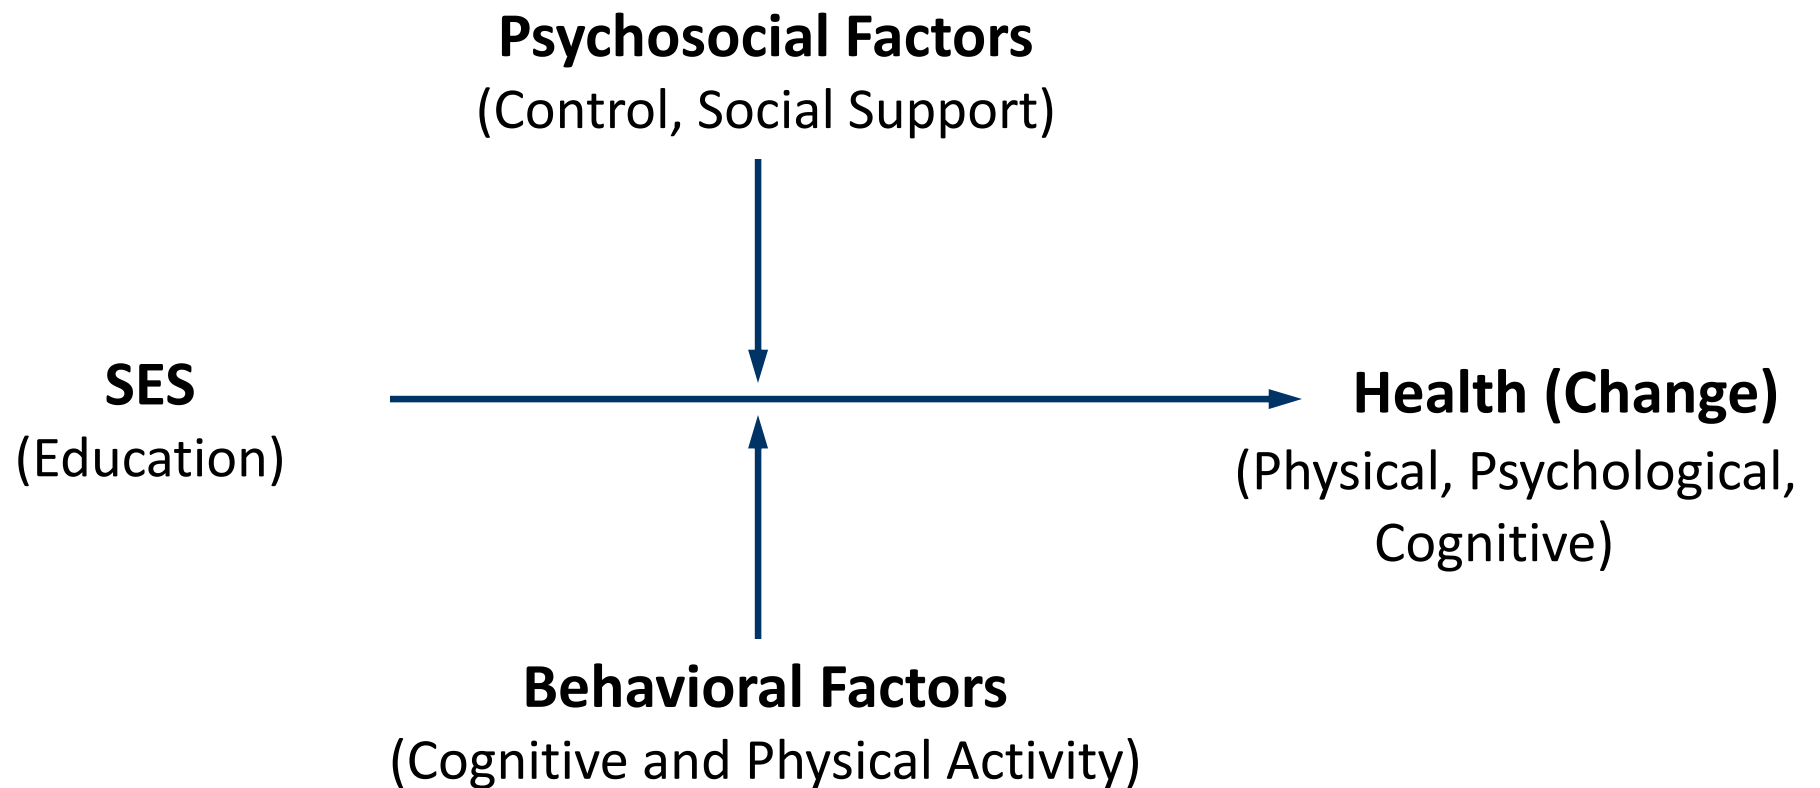 Psychosocial Factors
(Control, Social Support)
SES
(Education)
Health (Change)
(Physical, Psychological,
Cognitive)
Behavioral Factors
(Cognitive and Physical Activity)